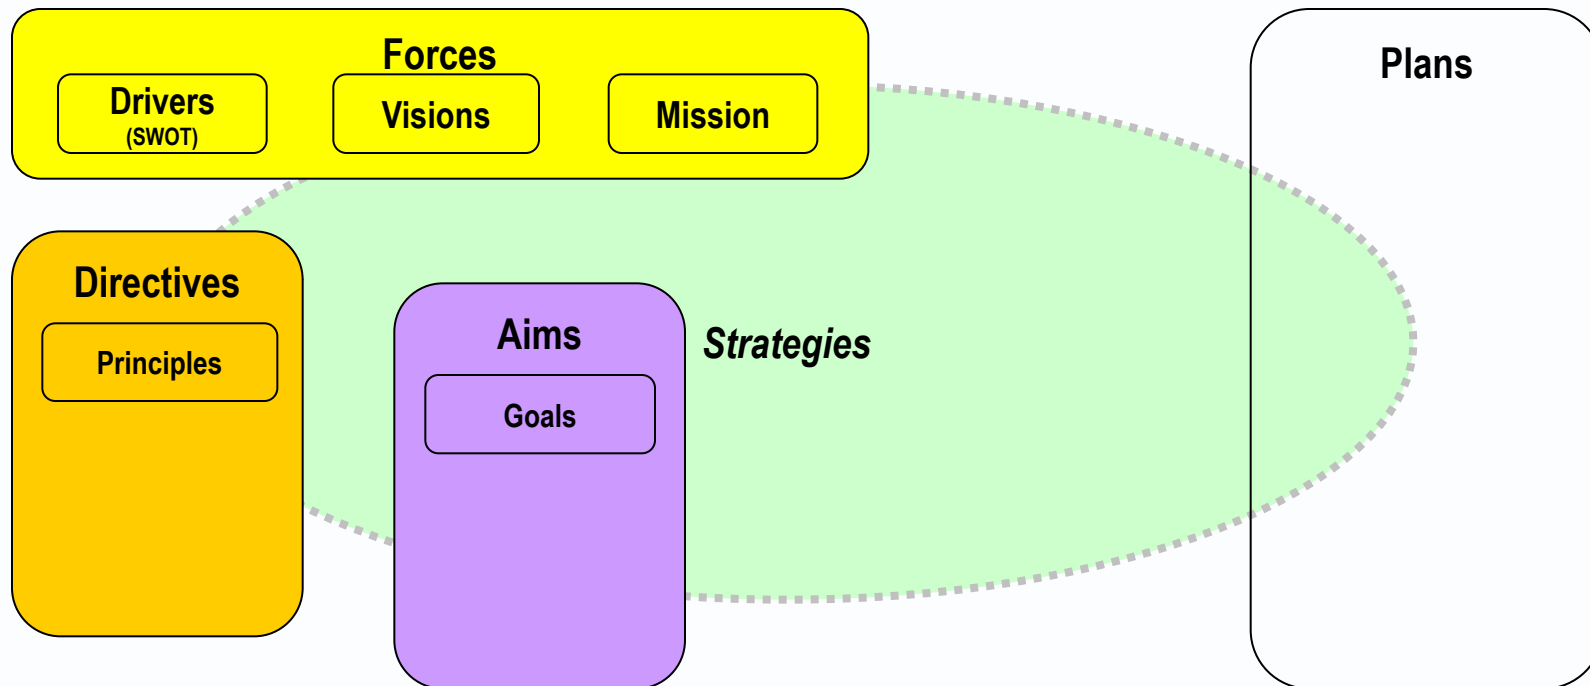 Forces
Drivers
(SWOT)
Visions
Mission
Plans
Directives
Principles
Aims
Goals
Strategies